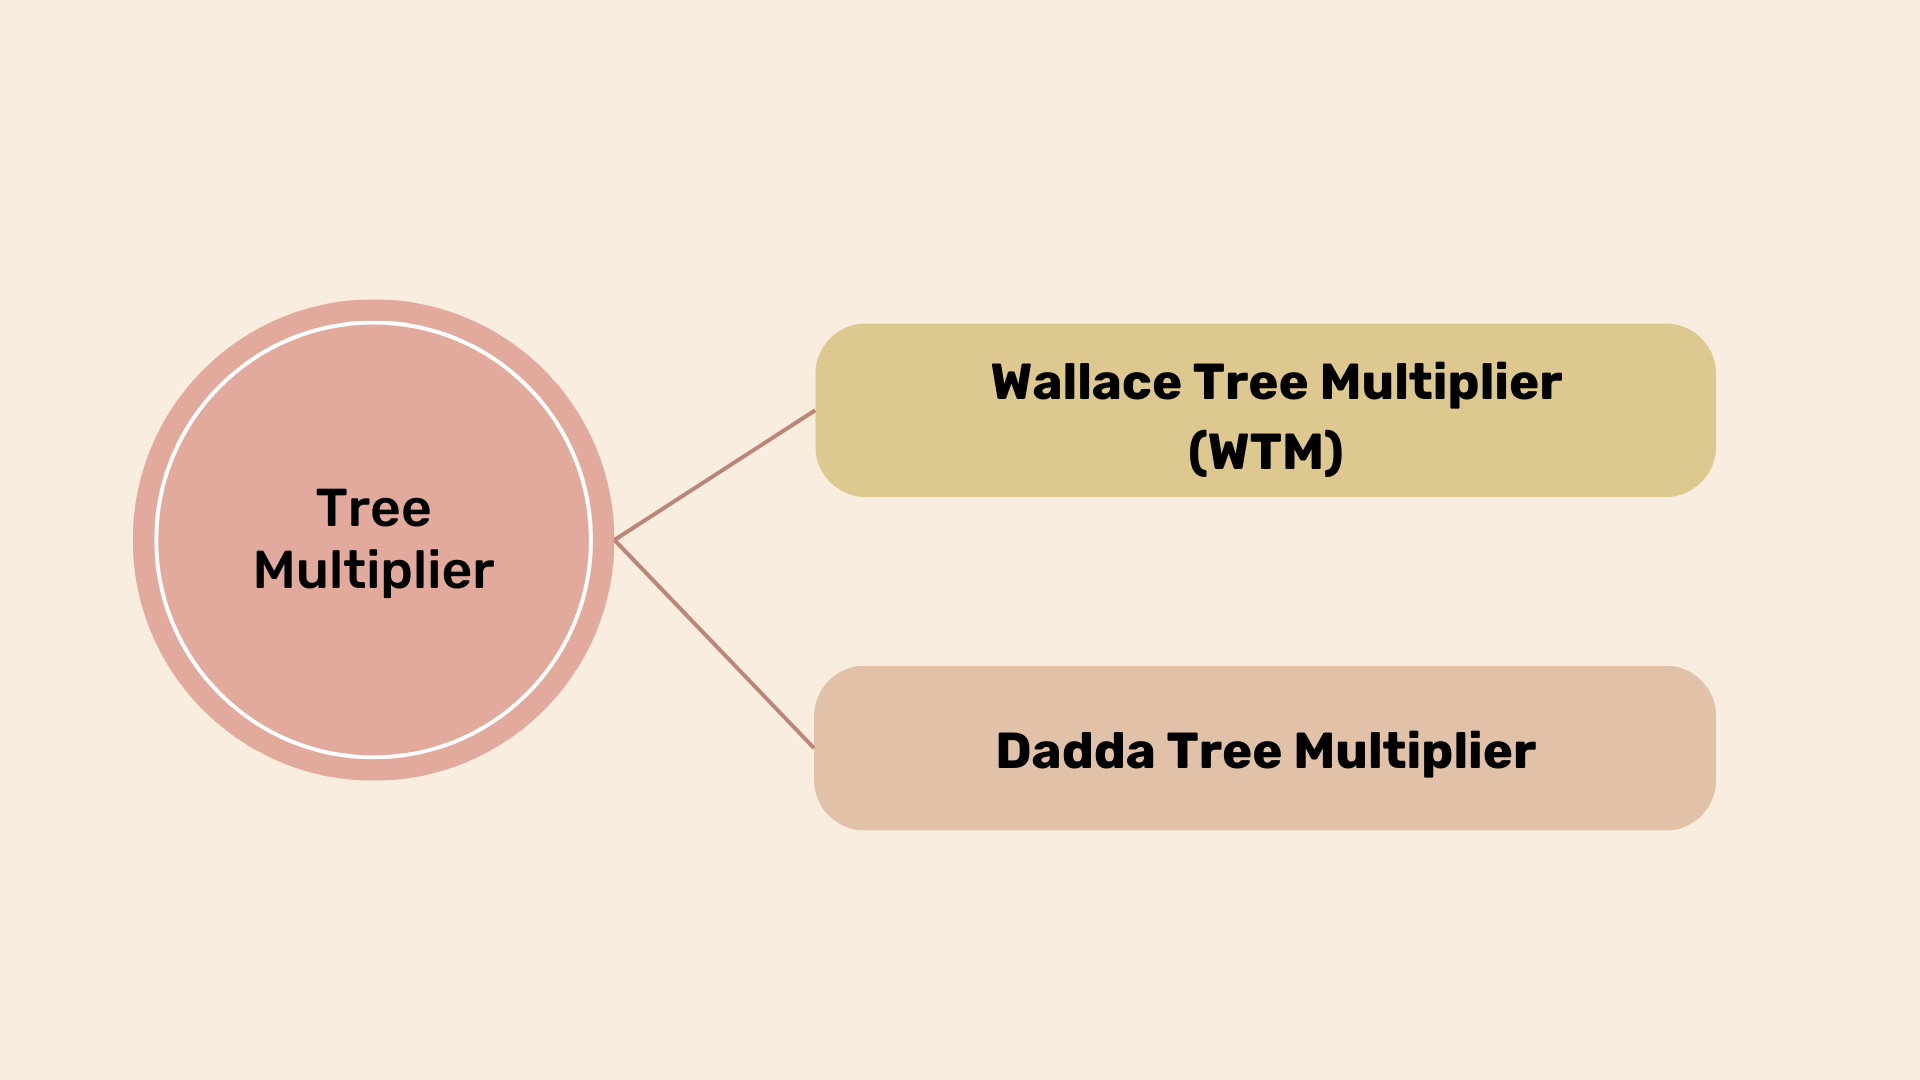 Tree
Multiplier
Wallace Tree Multiplier
(WTM)
Dadda Tree Multiplier